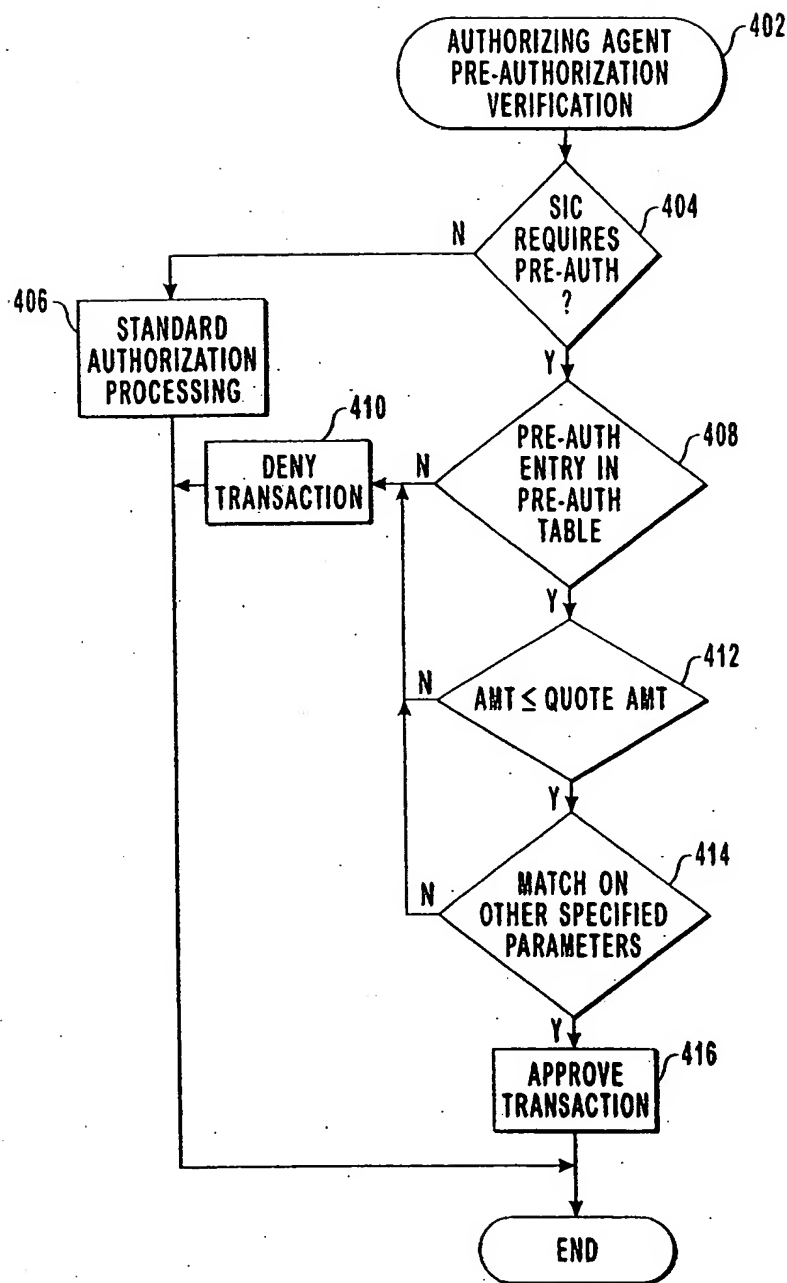 AUTHORIZING AGENT
PRE-AUTHORIZATION
VERIFICATION
402
SIC
REQUIRES
PRE-AUTH
?
404
N
Y
406
STANDARD
AUTHORIZATION
PROCESSING
410
DENY
TRANSACTION
N
PRE-AUTH
ENTRY IN
PRE-AUTH
TABLE
408
Y
N
AMT ≤ QUOTE AMT
412
Y
N
MATCH ON
OTHER SPECIFIED
PARAMETERS
414
Y
APPROVE
TRANSACTION
416
END